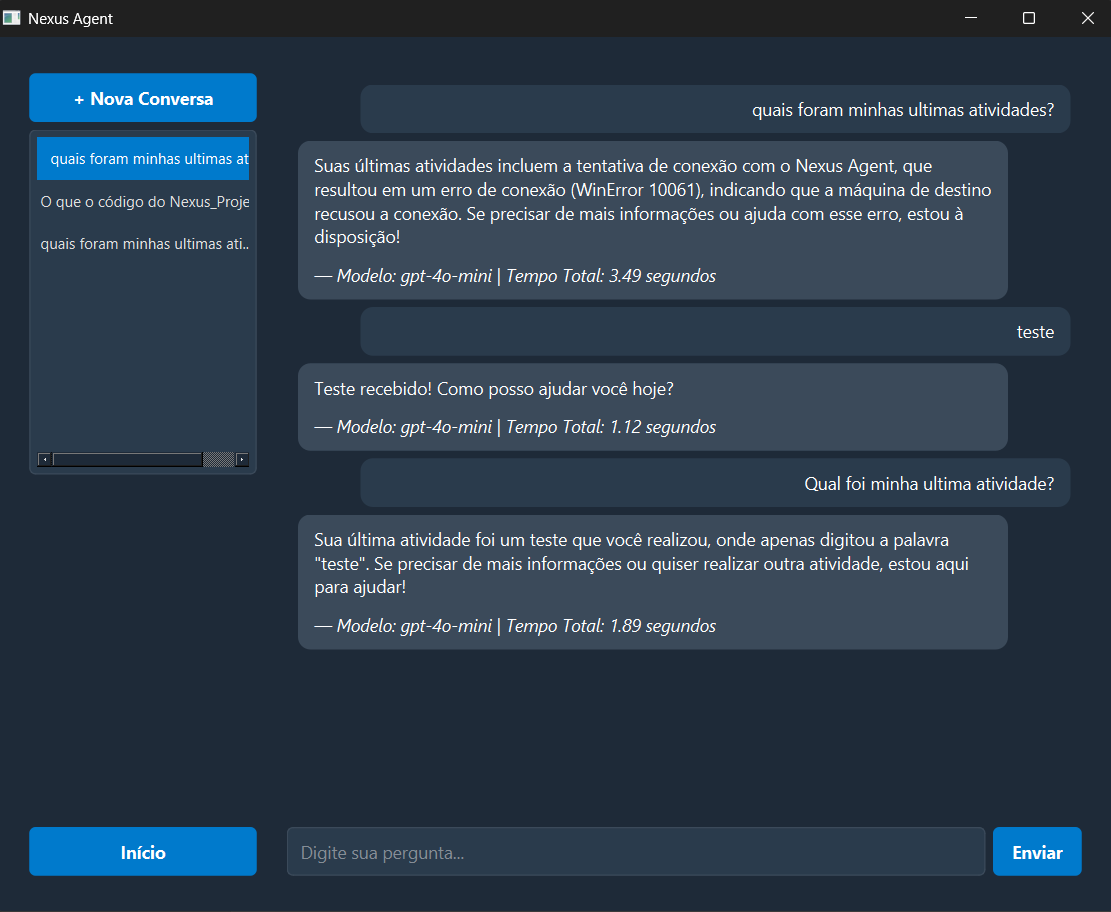 Nexus Agent
+ Nova Conversa
quais foram minhas ultimas at
O que o código do Nexus_Proje
quais foram minhas ultimas ati..
quais foram minhas ultimas atividades?
Suas últimas atividades incluem a tentativa de conexão com o Nexus Agent, que
resultou em um erro de conexão (WinError 10061), indicando que a máquina de destino
recusou a conexão. Se precisar de mais informações ou ajuda com esse erro, estou à
disposição!
— Modelo: gpt-4o-mini | Tempo Total: 3.49 segundos
teste
Teste recebido! Como posso ajudar você hoje?
— Modelo: gpt-4o-mini | Tempo Total: 1.12 segundos
Qual foi minha ultima atividade?
Sua última atividade foi um teste que você realizou, onde apenas digitou a palavra
"teste". Se precisar de mais informações ou quiser realizar outra atividade, estou aqui
para ajudar!
— Modelo: gpt-4o-mini | Tempo Total: 1.89 segundos
Início
Digite sua pergunta...
Enviar